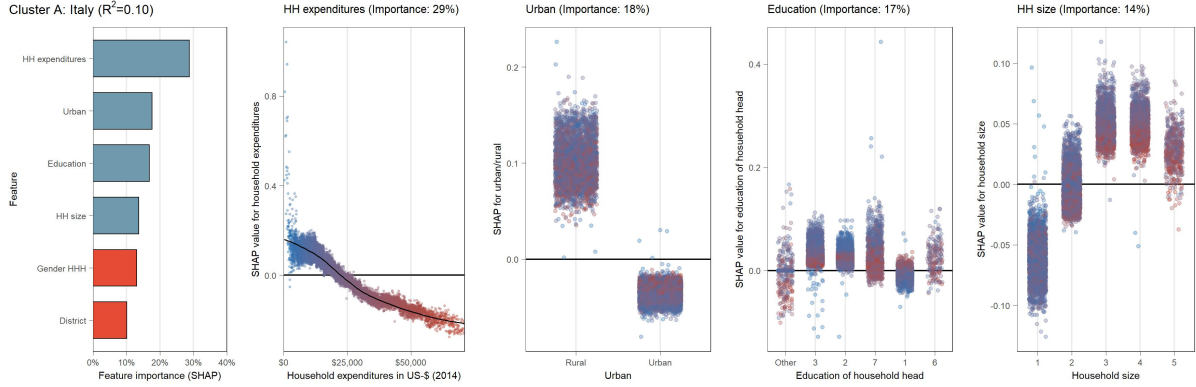 Cluster A: Italy (R²=0.10)
Feature
HH expenditures
Urban
Education
HH size
Gender HHH
District
0%
10%
20%
30%
40%
Feature importance (SHAP)
HH expenditures (Importance: 29%)
SHAP value for household expenditures
0.8
0.4
0.0
$0
$25,000
$50,000
Household expenditures in US-$ (2014)
Urban (Importance: 18%)
SHAP for urban/rural
0.2
0.1
0.0
Rural
Urban
Urban
Education (Importance: 17%)
SHAP value for education of hosuehold head
0.4
0.2
0.0
Other
3
2
7
1
6
Education of household head
HH size (Importance: 14%)
SHAP value for household size
0.10
0.05
0.00
-0.05
-0.10
1
2
3
4
5
Household size